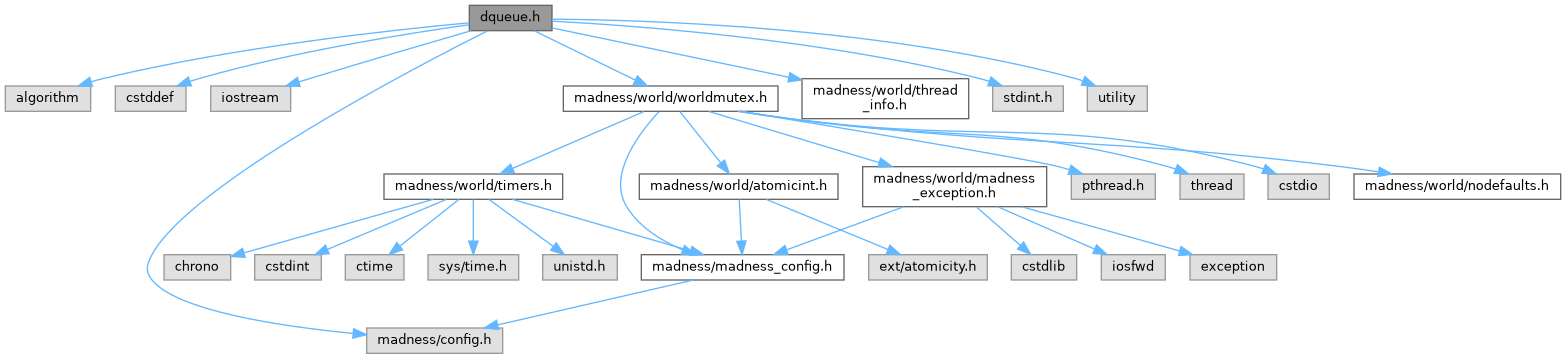 dqueue.h
algorithm
cstddef
iostream
madness/world/worldmutex.h
madness/world/thread
_info.h
stdint.h
utility
madness/world/timers.h
madness/world/atomicint.h
madness/world/madness
_exception.h
pthread.h
thread
cstdio
madness/world/nodefaults.h
chrono
cstdint
ctime
sys/time.h
unistd.h
madness/madness_config.h
ext/atomicity.h
cstdlib
iosfwd
exception
madness/config.h